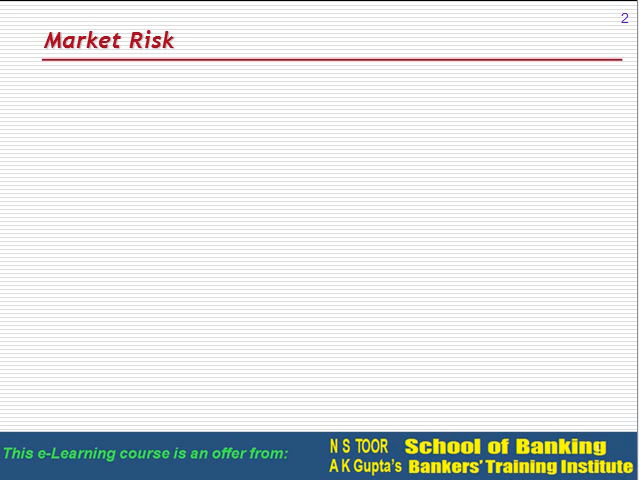 2
Market Risk
This e-Learning course is an offer from:
N S TOOR School of Banking
A K Gupta's Bankers' Training Institute